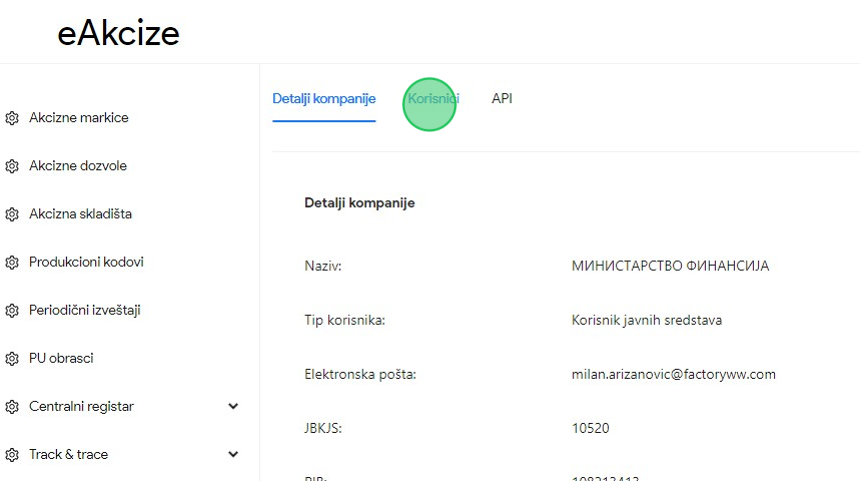 eAkcize
Detalji kompanije
Korisnici
API
Akcizne markice
Akcizne dozvole
Akcizna skladišta
Produkcioni kodovi
Periodični izveštaji
PU obrasci
Centralni registar
Track & trace
Detalji kompanije
Naziv: МИНИСТАРСТВО ФИНАНСИЈА
Tip korisnika: Korisnik javnih sredstava
Elektronska pošta: milan.arizanovic@factoryww.com
JBKJS: 10520